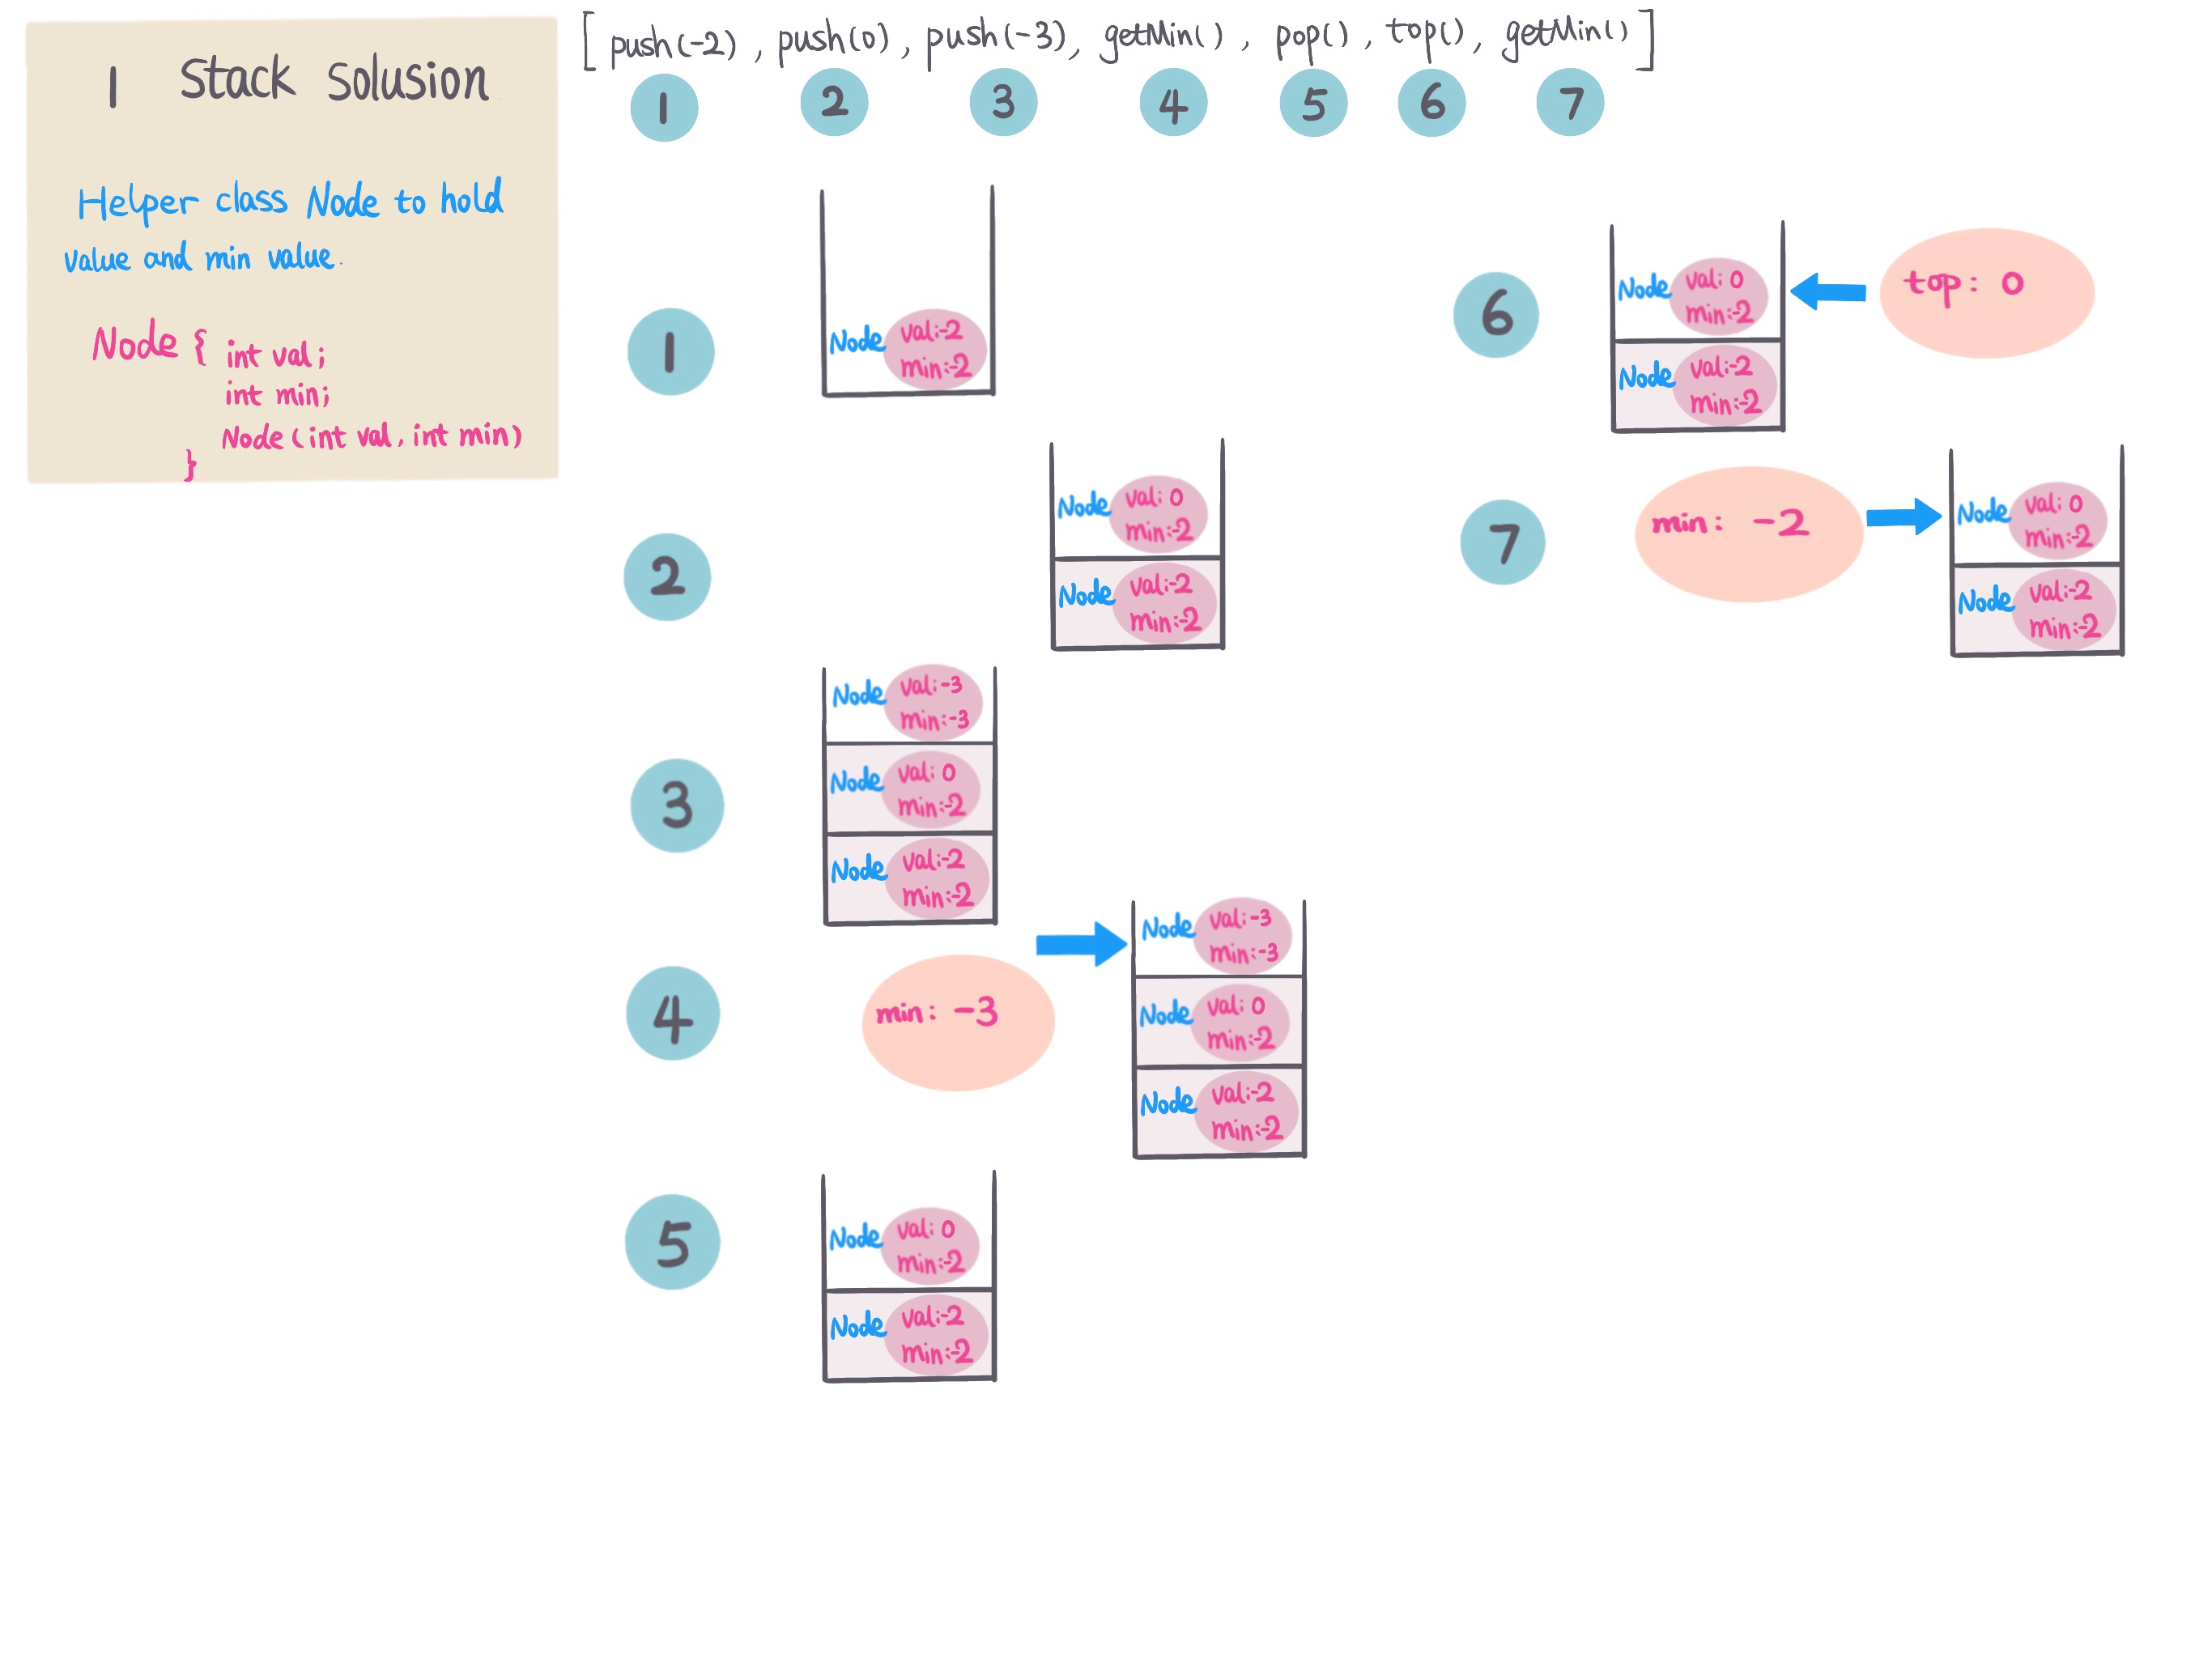 1 Stack Solusion
Helper class Node to hold
value and min value.
Node { int val;
int min;
Node(int val, int min)
}
[push(-2), push(0), push(-3), getMin(), pop(), top(), getMin()]
1 2 3 4 5 6 7
1
Node val:-2
min:-2
2
Node val: 0
min:-2
Node val:-2
min:-2
3
Node val:-3
min:-3
Node val: 0
min:-2
Node val:-2
min:-2
4
min: -3
Node val:-3
min:-3
Node val: 0
min:-2
Node val:-2
min:-2
5
Node val: 0
min:-2
Node val:-2
min:-2
6
Node val: 0
min:-2
Node val:-2
min:-2
top: 0
7
min: -2
Node val: 0
min:-2
Node val:-2
min:-2